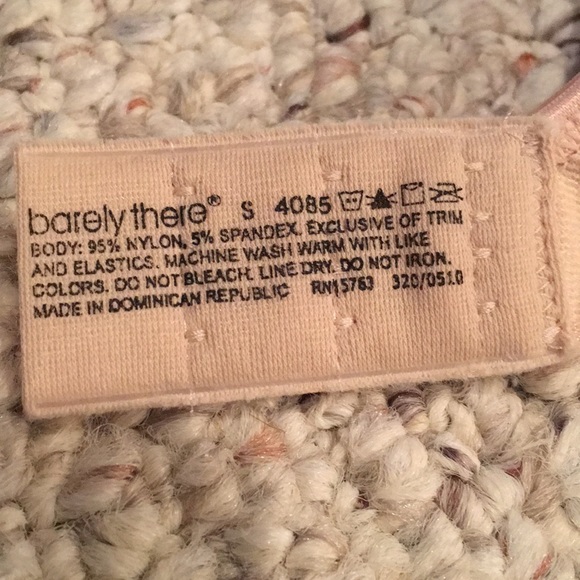 barely there® S 4085
BODY: 95% NYLON, 5% SPANDEX. EXCLUSIVE OF TRIM
AND ELASTICS. MACHINE WASH WARM WITH LIKE
COLORS. DO NOT BLEACH. LINE DRY. DO NOT IRON.
MADE IN DOMINICAN REPUBLIC RN15763 320/0510